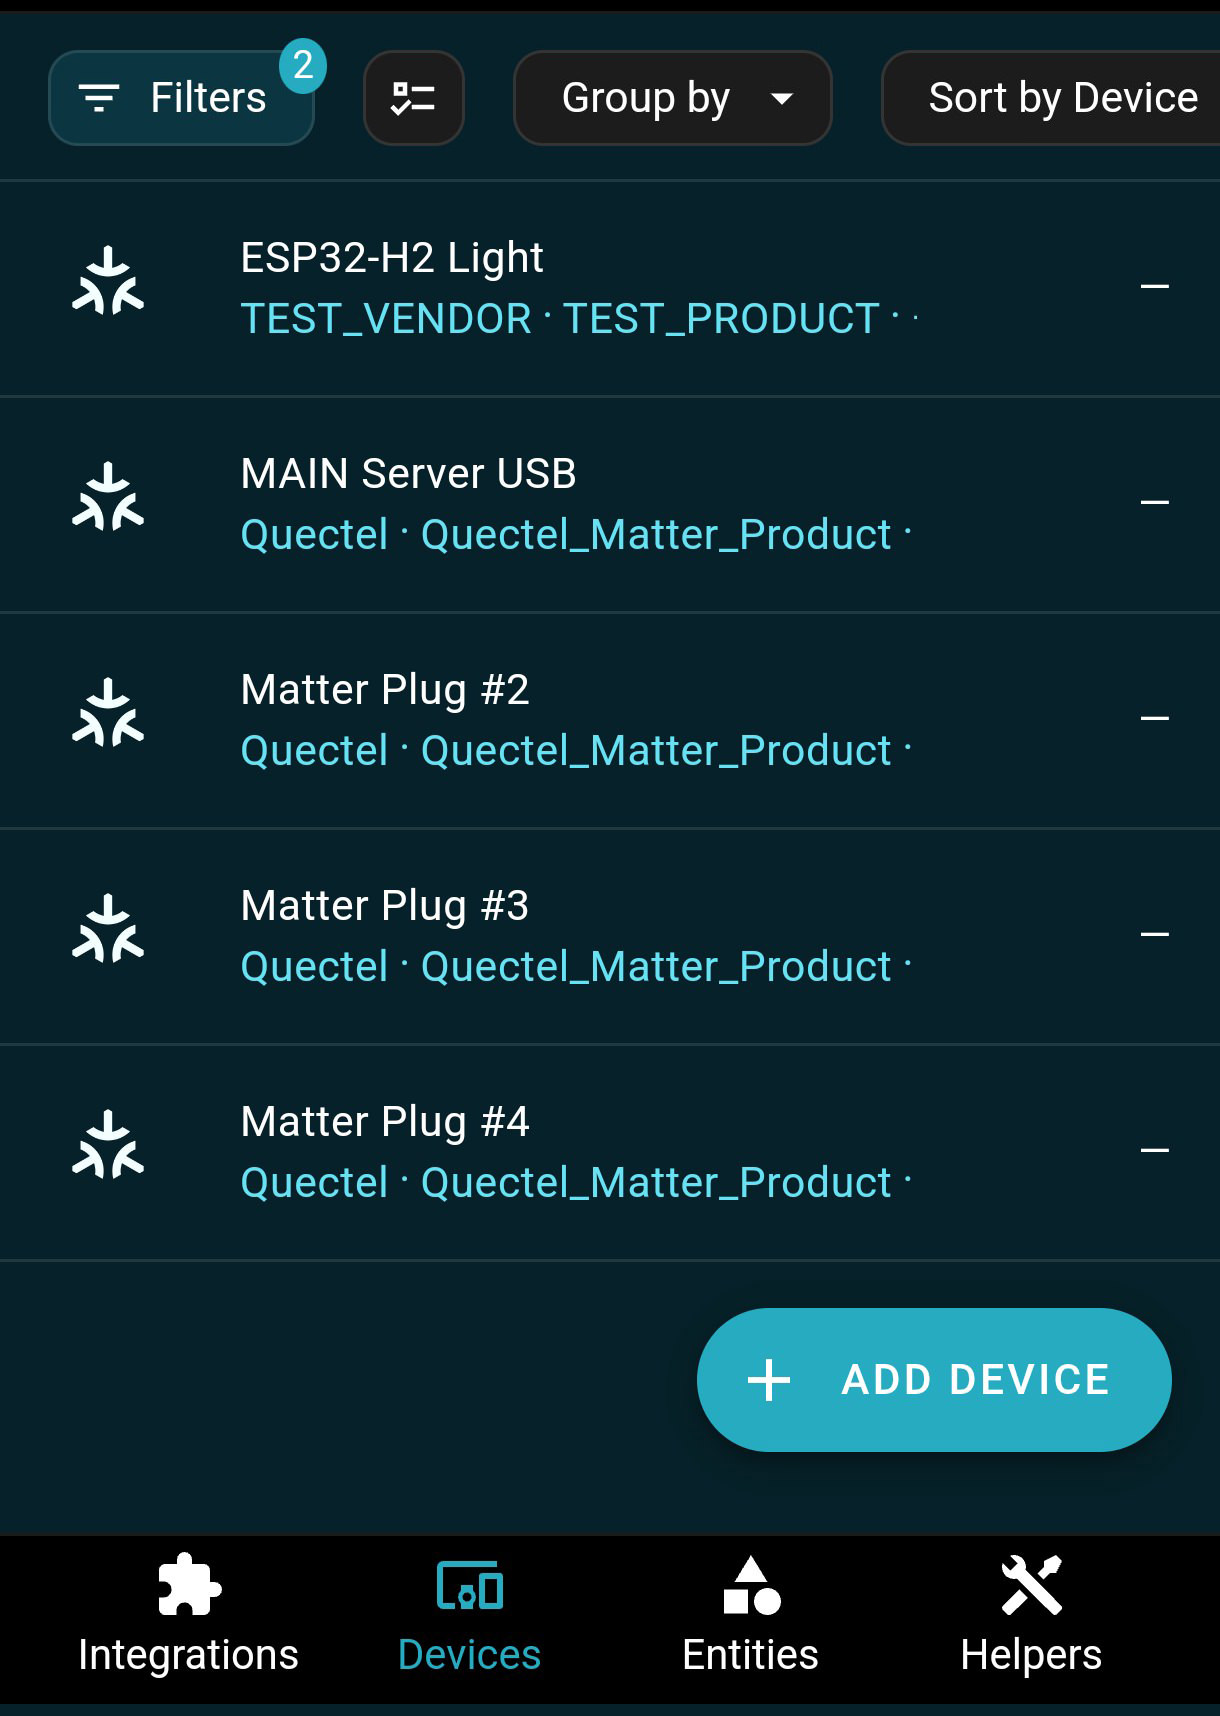 Filters
2
Group by
Sort by Device
ESP32-H2 Light
TEST_VENDOR · TEST_PRODUCT · ·
–
MAIN Server USB
Quectel · Quectel_Matter_Product ·
–
Matter Plug #2
Quectel · Quectel_Matter_Product ·
–
Matter Plug #3
Quectel · Quectel_Matter_Product ·
–
Matter Plug #4
Quectel · Quectel_Matter_Product ·
–
ADD DEVICE
Integrations
Devices
Entities
Helpers